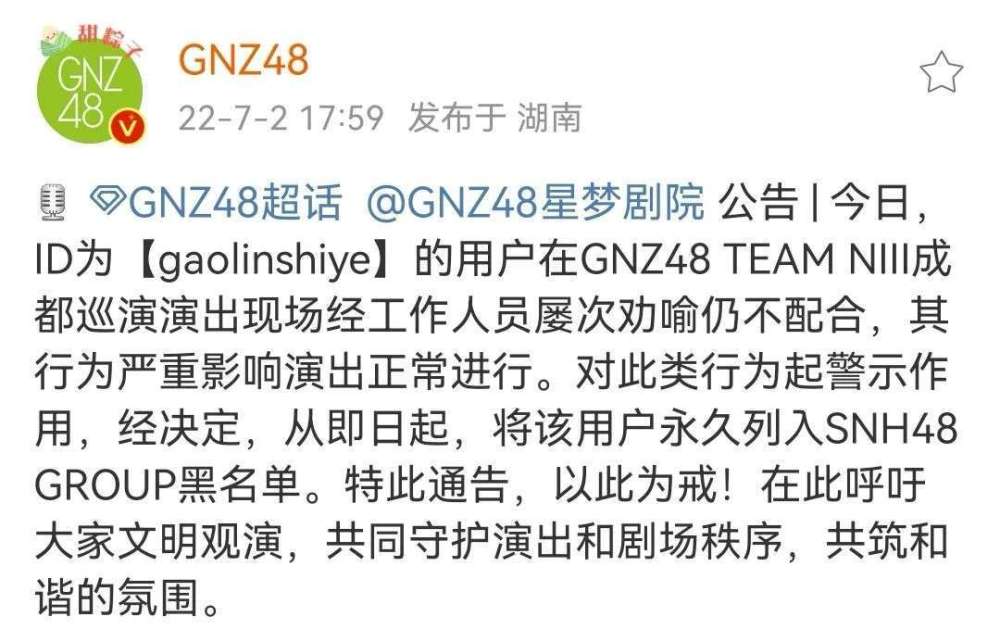 甜粽子
GNZ
48
GNZ48
22-7-2 17:59 发布于 湖南
GNZ48超话 @GNZ48星梦剧院 公告 | 今日，
ID为【gaolinshiye】的用户在GNZ48 TEAM NIII成
都巡演演出现场经工作人员屡次劝喻仍不配合，其
行为严重影响演出正常进行。对此类行为起警示作
用，经决定，从即日起，将该用户永久列入SNH48
GROUP黑名单。特此通告，以此为戒！在此呼吁
大家文明观演，共同守护演出和剧场秩序，共筑和
谐的氛围。